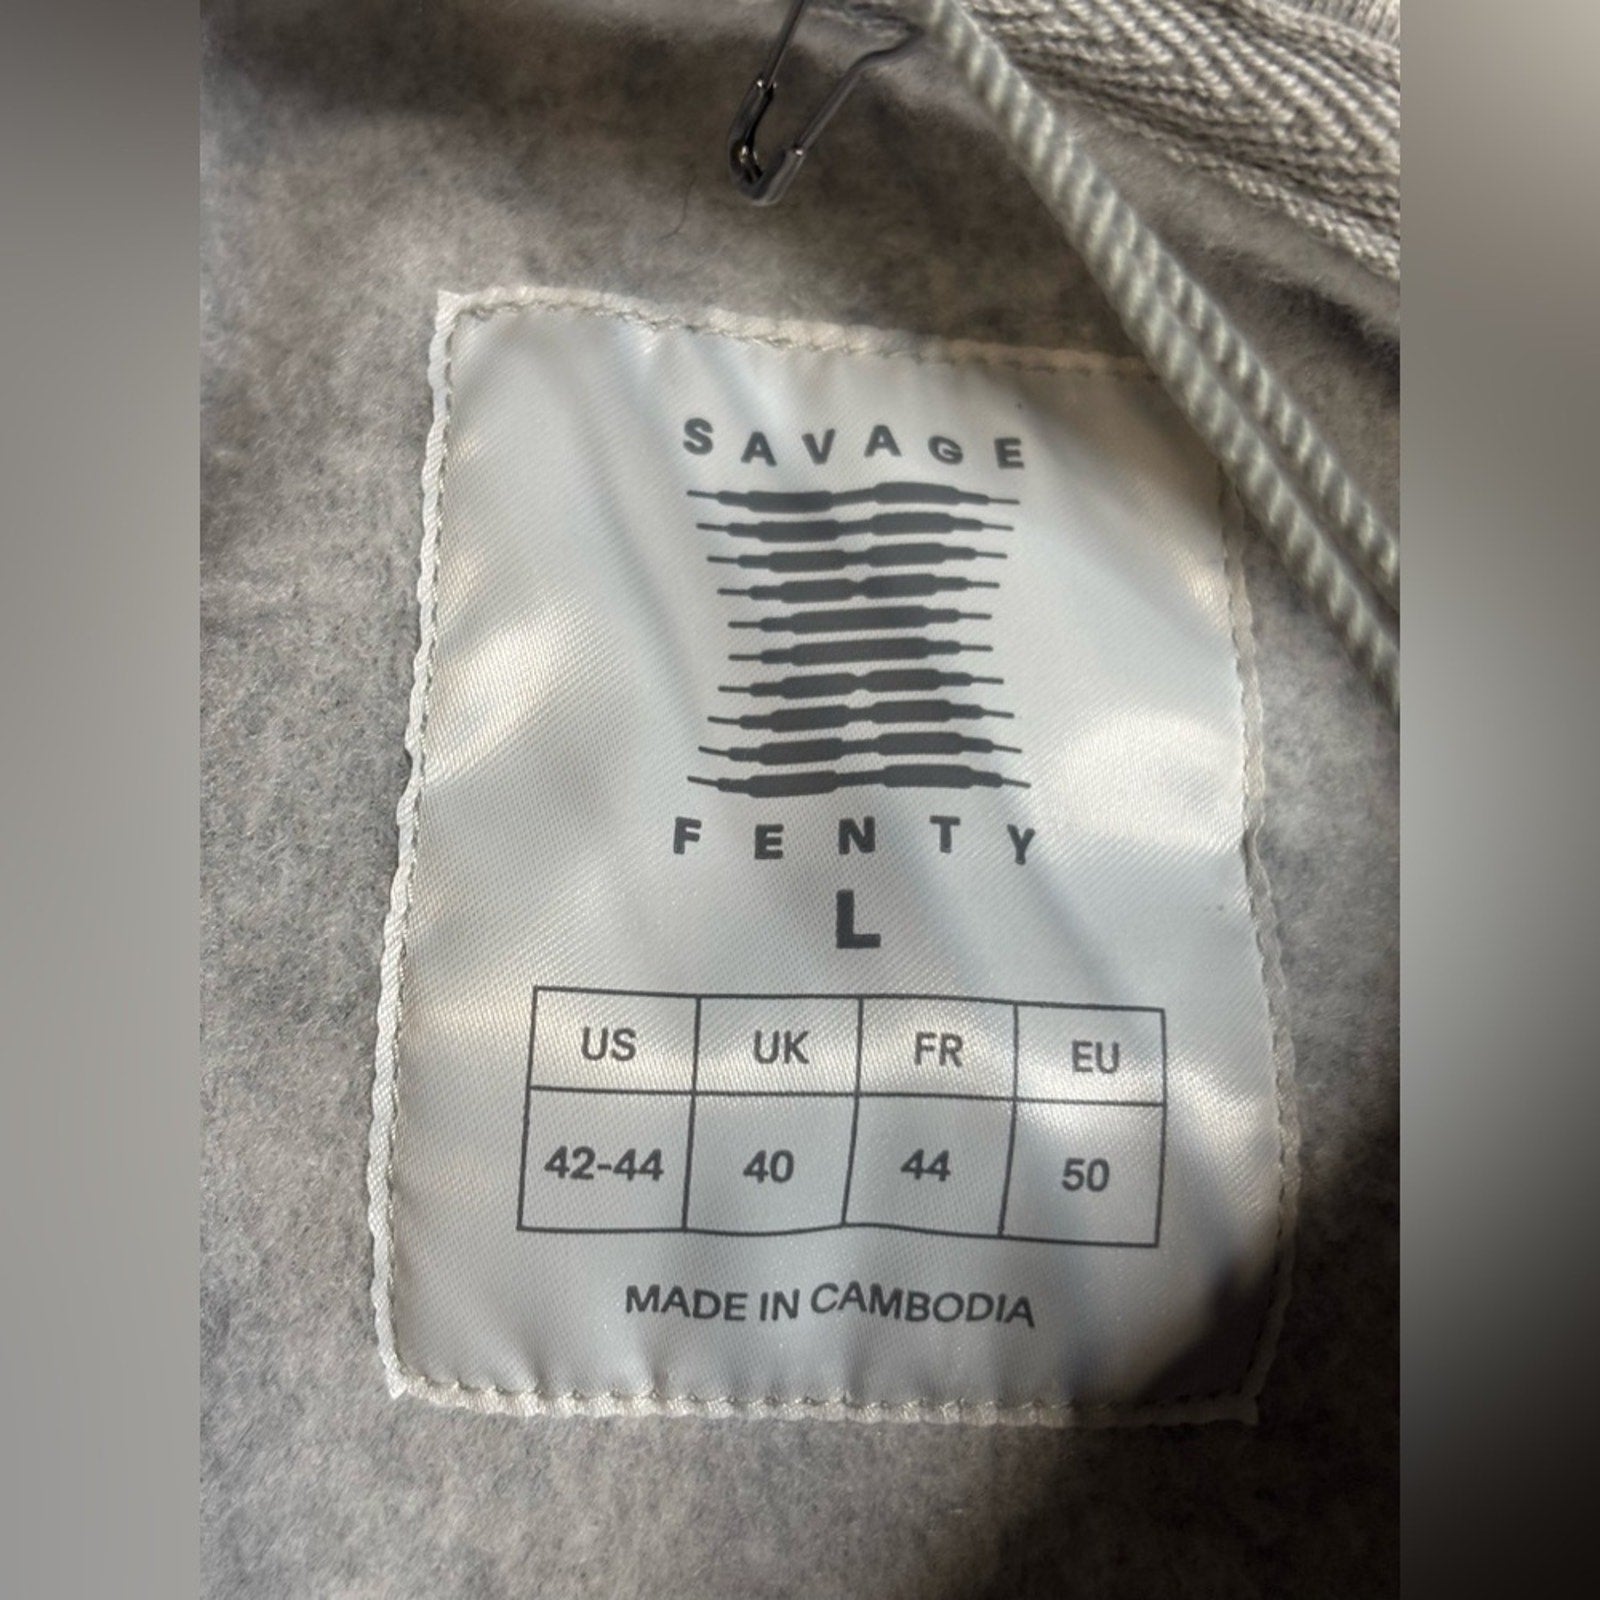 SAVAGE
FENTY
L
US UK FR EU
42-44 40 44 50
MADE IN CAMBODIA